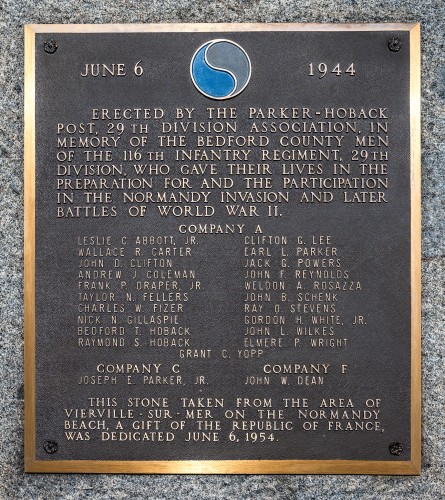 JUNE 6 1944
ERECTED BY THE PARKER-HOBACK
POST, 29TH DIVISION ASSOCIATION, IN
MEMORY OF THE BEDFORD COUNTY MEN
OF THE 116TH INFANTRY REGIMENT, 29TH
DIVISION, WHO GAVE THEIR LIVES IN THE
PREPARATION FOR AND THE PARTICIPATION
IN THE NORMANDY INVASION AND LATER
BATTLES OF WORLD WAR II.
COMPANY A
LESLIE C. ABBOTT, JR. CLIFTON G. LEE
WALLACE R. CARTER EARL L. PARKER
JOHN D. CLIFTON JACK G. POWERS
ANDREW J. COLEMAN JOHN F. REYNOLDS
FRANK P. DRAPER, JR. WELDON A. ROSAZZA
TAYLOR N. FELLERS JOHN B. SCHENK
CHARLES W. FIZER RAY O. STEVENS
NICK N. GILLASPIE GORDON H. WHITE, JR.
BEDFORD T. HOBACK JOHN L. WILKES
RAYMOND S. HOBACK ELMERE P. WRIGHT
GRANT C. YOPP
COMPANY C COMPANY F
JOSEPH E. PARKER, JR. JOHN W. DEAN
THIS STONE TAKEN FROM THE AREA OF
VIERVILLE-SUR-MER ON THE NORMANDY
BEACH, A GIFT OF THE REPUBLIC OF FRANCE,
WAS DEDICATED JUNE 6, 1954.